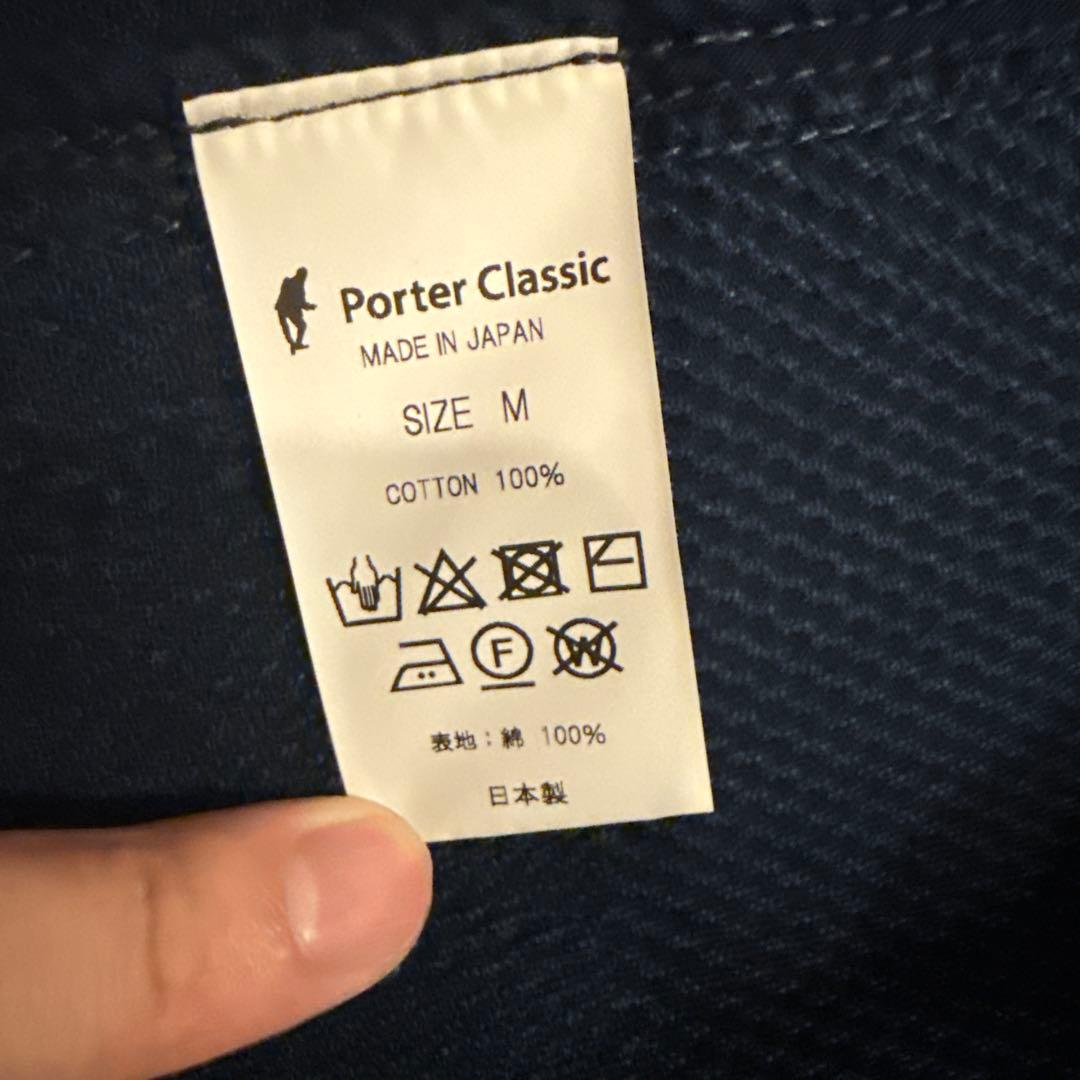 Porter Classic
MADE IN JAPAN
SIZE M
COTTON 100%
F
W
表地：綿 100%
日本製